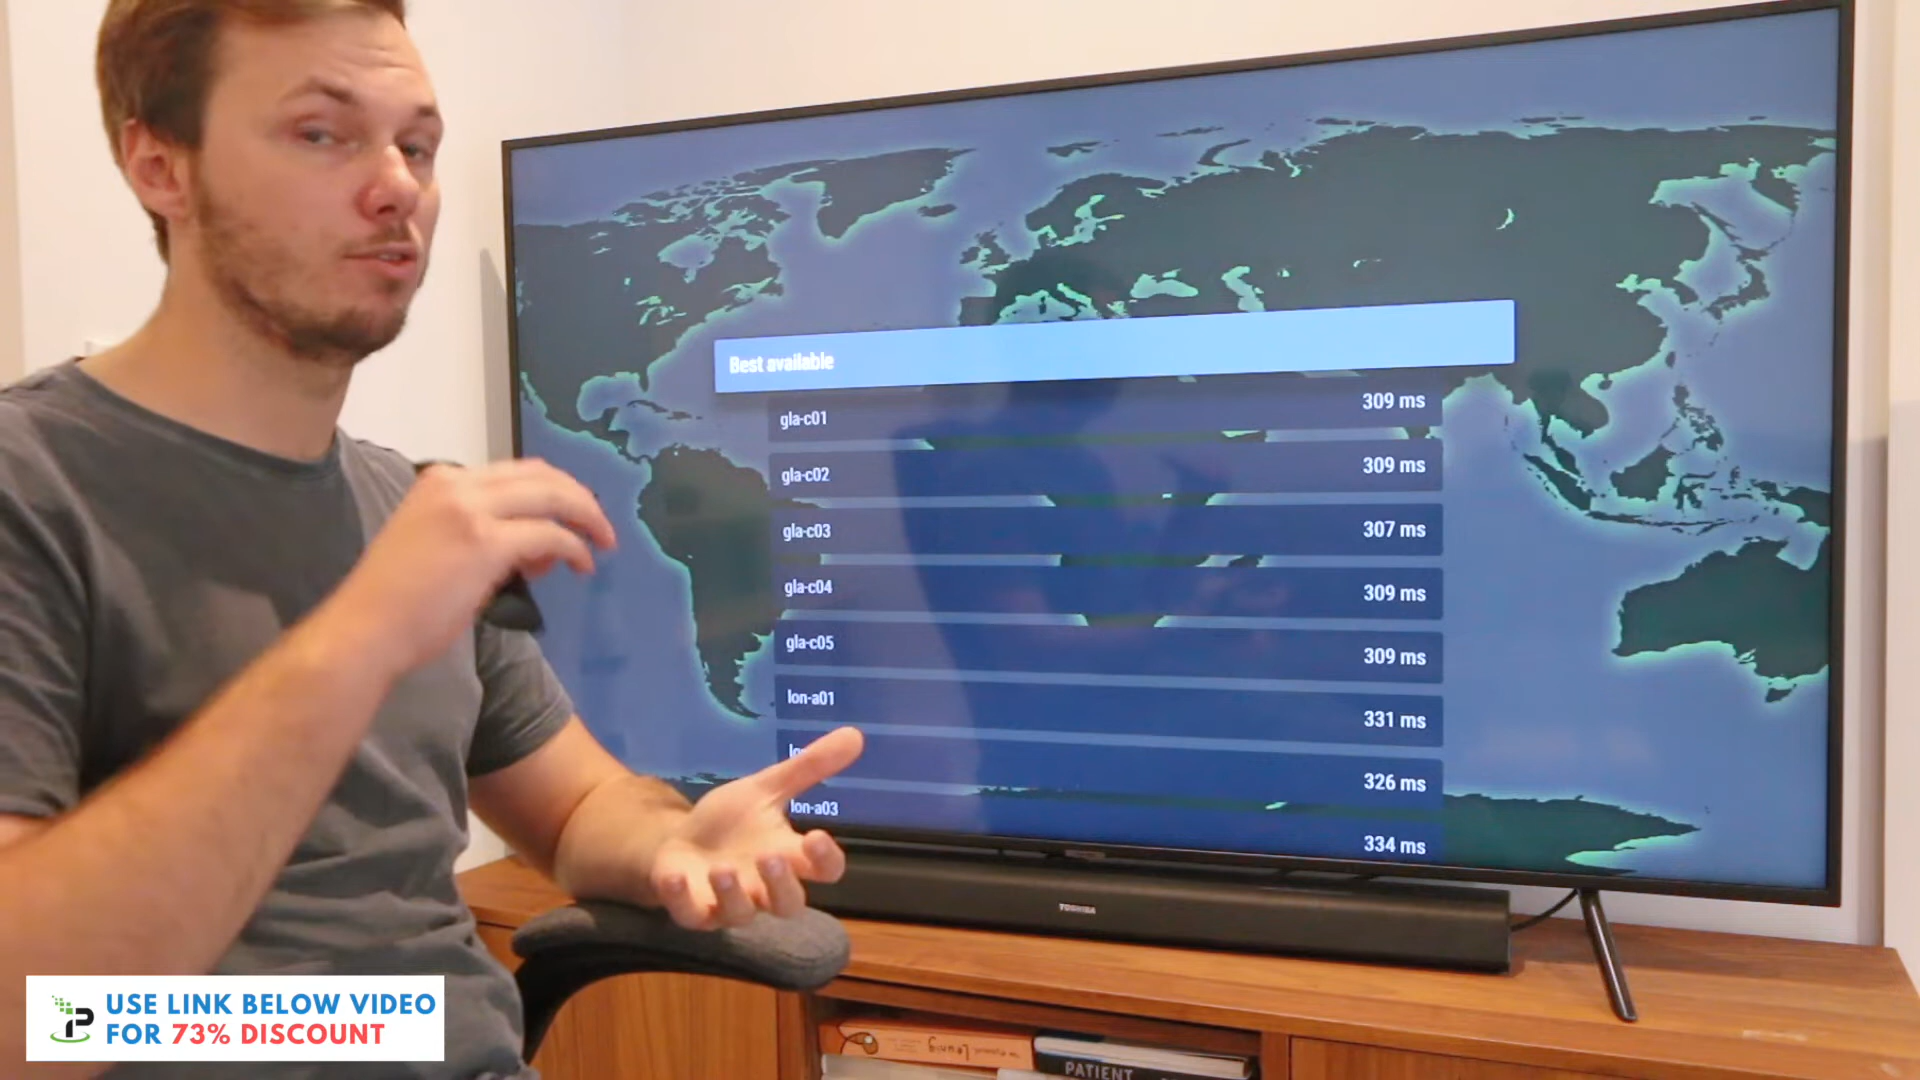 Best available
gla-c01 309 ms
gla-c02 309 ms
gla-c03 307 ms
gla-c04 309 ms
gla-c05 309 ms
lon-a01 331 ms
326 ms
lon-a03 334 ms
TOSHIBA
USE LINK BELOW VIDEO
FOR 73% DISCOUNT
PATIENT